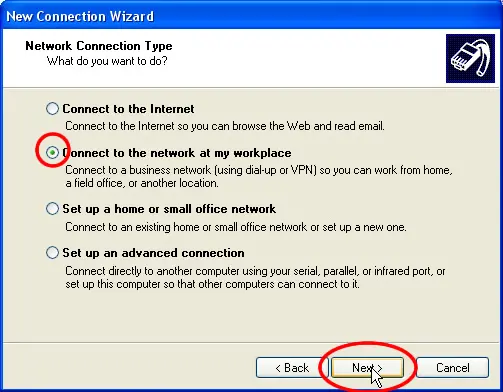 New Connection Wizard
Network Connection Type
What do you want to do?
Connect to the Internet
Connect to the Internet so you can browse the Web and read email.
Connect to the network at my workplace
Connect to a business network (using dial-up or VPN) so you can work from home,
a field office, or another location.
Set up a home or small office network
Connect to an existing home or small office network or set up a new one.
Set up an advanced connection
Connect directly to another computer using your serial, parallel, or infrared port, or
set up this computer so that other computers can connect to it.
< Back
Next >
Cancel